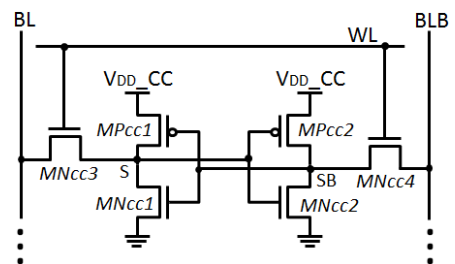 BL
WL
BLB
VDD_CC
VDD_CC
MPcc1
MPcc2
MNcc3
S
SB
MNcc4
MNcc1
MNcc2